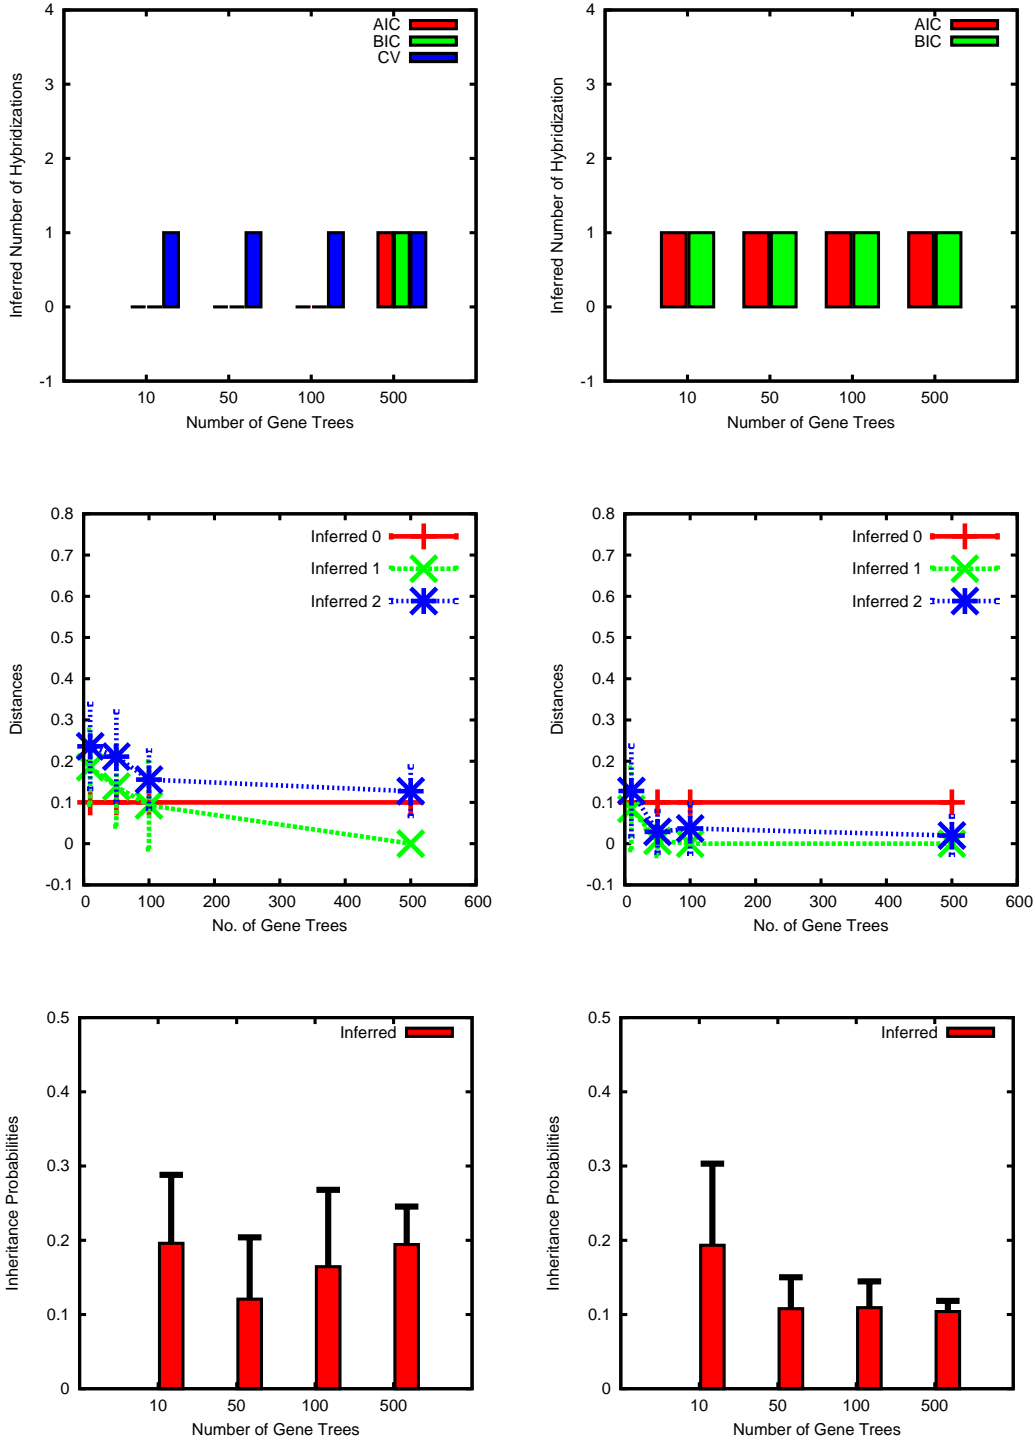 4
3
2
1
0
-1
Inferred Number of Hybridizations
AIC
BIC
CV
10 50 100 500
Number of Gene Trees
4
3
2
1
0
-1
Inferred Number of Hybridization
AIC
BIC
10 50 100 500
Number of Gene Trees
0.8
0.7
0.6
0.5
0.4
0.3
0.2
0.1
0
-0.1
Distances
Inferred 0
Inferred 1
Inferred 2
0 100 200 300 400 500 600
No. of Gene Trees
0.8
0.7
0.6
0.5
0.4
0.3
0.2
0.1
0
-0.1
Distances
Inferred 0
Inferred 1
Inferred 2
0 100 200 300 400 500 600
No. of Gene Trees
0.5
0.4
0.3
0.2
0.1
0
Inheritance Probabilities
Inferred
10 50 100 500
Number of Gene Trees
0.5
0.4
0.3
0.2
0.1
0
Inheritance Probabilities
Inferred
10 50 100 500
Number of Gene Trees